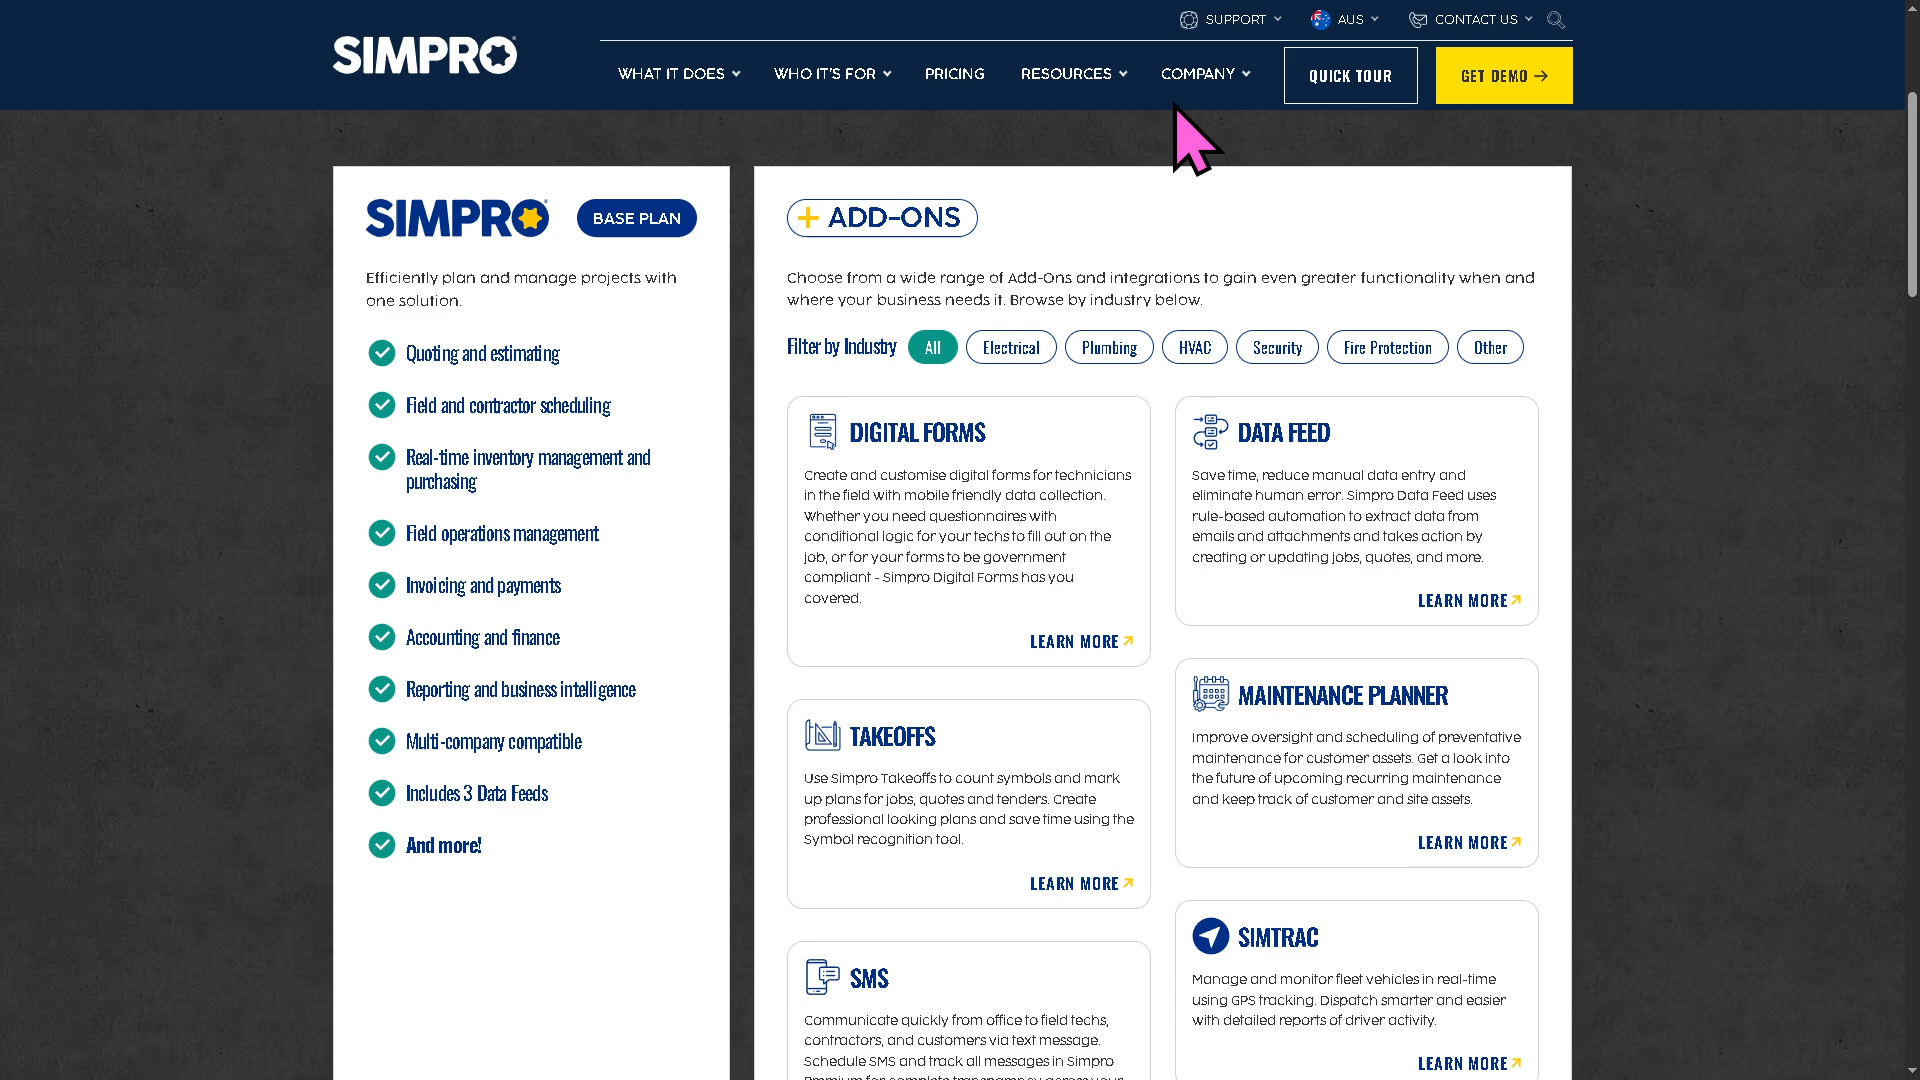 SUPPORT
AUS
CONTACT US
SIMPRO
WHAT IT DOES
WHO IT'S FOR
PRICING
RESOURCES
COMPANY
QUICK TOUR
GET DEMO
SIMPRO
BASE PLAN
Efficiently plan and manage projects with
one solution.
Quoting and estimating
Field and contractor scheduling
Real-time inventory management and
purchasing
Field operations management
Invoicing and payments
Accounting and finance
Reporting and business intelligence
Multi-company compatible
Includes 3 Data Feeds
And more!
+ ADD-ONS
Choose from a wide range of Add-Ons and integrations to gain even greater functionality when and
where your business needs it. Browse by industry below.
Filter by Industry
All
Electrical
Plumbing
HVAC
Security
Fire Protection
Other
DIGITAL FORMS
Create and customise digital forms for technicians
in the field with mobile friendly data collection.
Whether you need questionnaires with
conditional logic for your techs to fill out on the
job, or for your forms to be government
compliant - Simpro Digital Forms has you
covered.
LEARN MORE
DATA FEED
Save time, reduce manual data entry and
eliminate human error. Simpro Data Feed uses
rule-based automation to extract data from
emails and attachments and takes action by
creating or updating jobs, quotes, and more.
LEARN MORE
TAKEOFFS
Use Simpro Takeoffs to count symbols and mark
up plans for jobs, quotes and tenders. Create
professional looking plans and save time using the
Symbol recognition tool.
LEARN MORE
MAINTENANCE PLANNER
Improve oversight and scheduling of preventative
maintenance for customer assets. Get a look into
the future of upcoming recurring maintenance
and keep track of customer and site assets.
LEARN MORE
SMS
Communicate quickly from office to field techs,
contractors, and customers via text message.
Schedule SMS and track all messages in Simpro
Premium for complete transparency across your
SIMTRAC
Manage and monitor fleet vehicles in real-time
using GPS tracking. Dispatch smarter and easier
with detailed reports of driver activity.
LEARN MORE